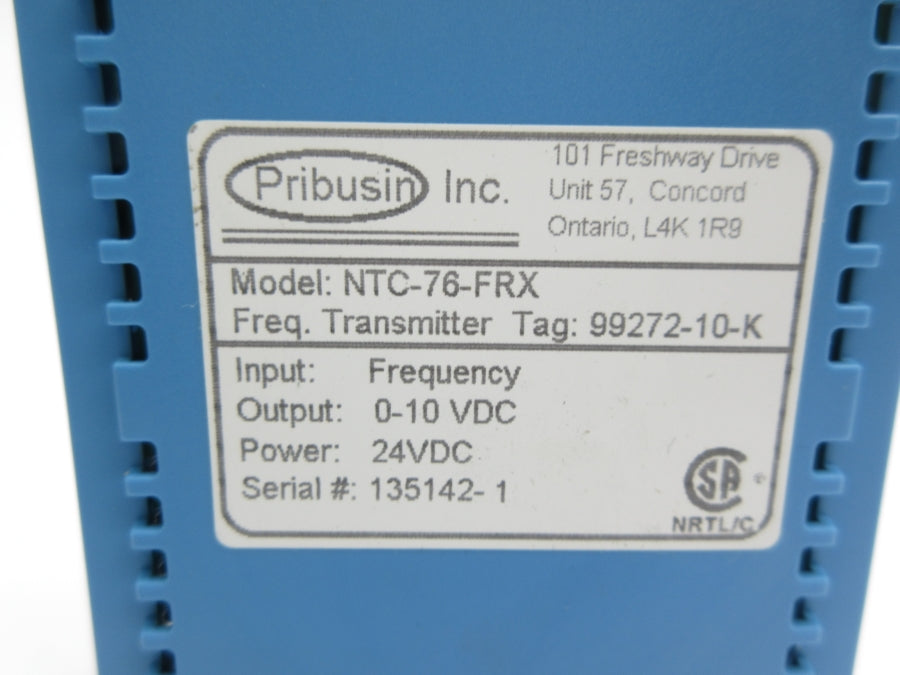 Pribusin Inc.
101 Freshway Drive
Unit 57, Concord
Ontario, L4K 1R9
Model: NTC-76-FRX
Freq. Transmitter Tag: 99272-10-K
Input: Frequency
Output: 0-10 VDC
Power: 24VDC
Serial #: 135142- 1
CSA ®
NRTL/C